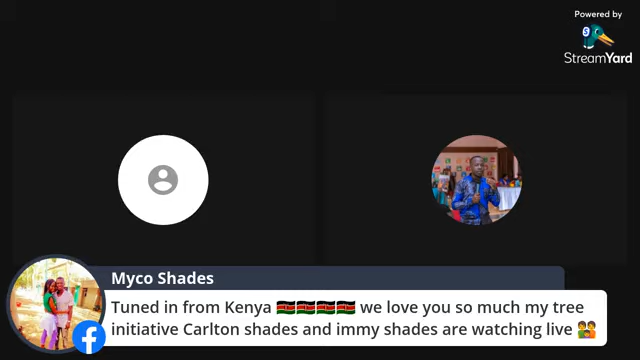 Powered by
StreamYard
Myco Shades
Tuned in from Kenya 🇰🇪🇰🇪🇰🇪🇰🇪 we love you so much my tree
initiative Carlton shades and immy shades are watching live 👨‍👩‍👧‍👦